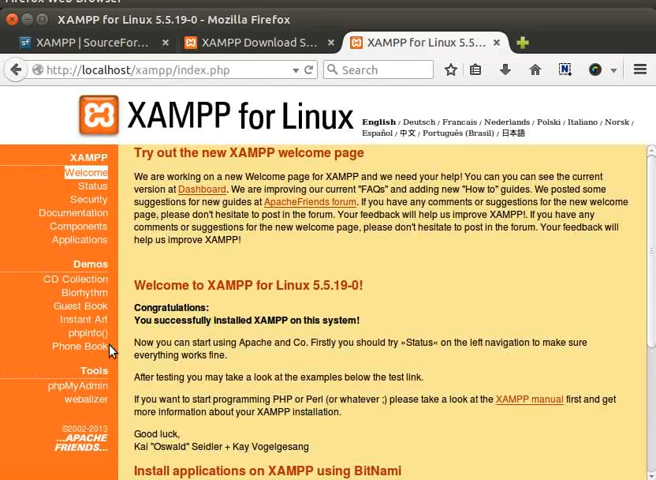 Firefox Web Browser
XAMPP for Linux 5.5.19-0 - Mozilla Firefox
XAMPP | SourceFor...
XAMPP Download S...
XAMPP for Linux 5.5...
http://localhost/xampp/index.php
Search
XAMPP for Linux
English / Deutsch / Francais / Nederlands / Polski / Italiano / Norsk /
Español / 中文 / Português (Brasil) / 日本語
XAMPP
Welcome
Status
Security
Documentation
Components
Applications
Demos
CD Collection
Biorhythm
Guest Book
Instant Art
phpinfo()
Phone Book
Tools
phpMyAdmin
webalizer
©2002-2013
...APACHE
FRIENDS...
Try out the new XAMPP welcome page
We are working on a new Welcome page for XAMPP and we need your help! You can you can see the current
version at Dashboard. We are improving our current "FAQs" and adding new "How to" guides. We posted some
suggestions for new guides at ApacheFriends forum. If you have any comments or suggestions for the new welcome
page, please don't hesitate to post in the forum. Your feedback will help us improve XAMPP!. If you have any
comments or suggestions for the new welcome page, please don't hesitate to post in the forum. Your feedback will
help us improve XAMPP!
Welcome to XAMPP for Linux 5.5.19-0!
Congratulations:
You successfully installed XAMPP on this system!
Now you can start using Apache and Co. Firstly you should try »Status« on the left navigation to make sure
everything works fine.
After testing you may take a look at the examples below the test link.
If you want to start programming PHP or Perl (or whatever ;) please take a look at the XAMPP manual first and get
more information about your XAMPP installation.
Good luck,
Kai "Oswald" Seidler + Kay Vogelgesang
Install applications on XAMPP using BitNami